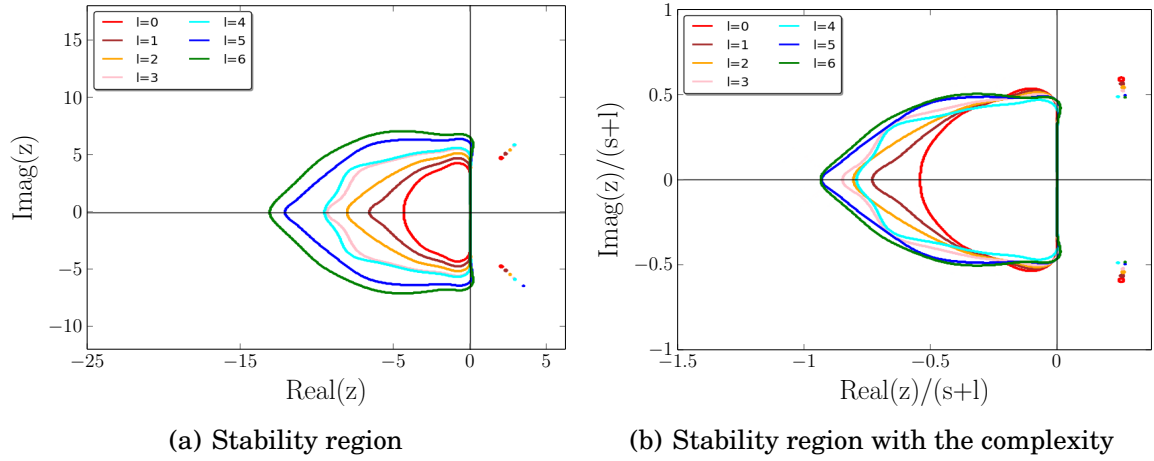 l=0 l=4
l=1 l=5
l=2 l=6
l=3
15
10
5
0
−5
−10
−25 −15 −5 0 5
Imag(z)
Real(z)
(a) Stability region
l=0 l=4
l=1 l=5
l=2 l=6
l=3
1
0.5
0
−0.5
−1
−1.5 −1 −0.5 0
Imag(z)/(s+l)
Real(z)/(s+l)
(b) Stability region with the complexity